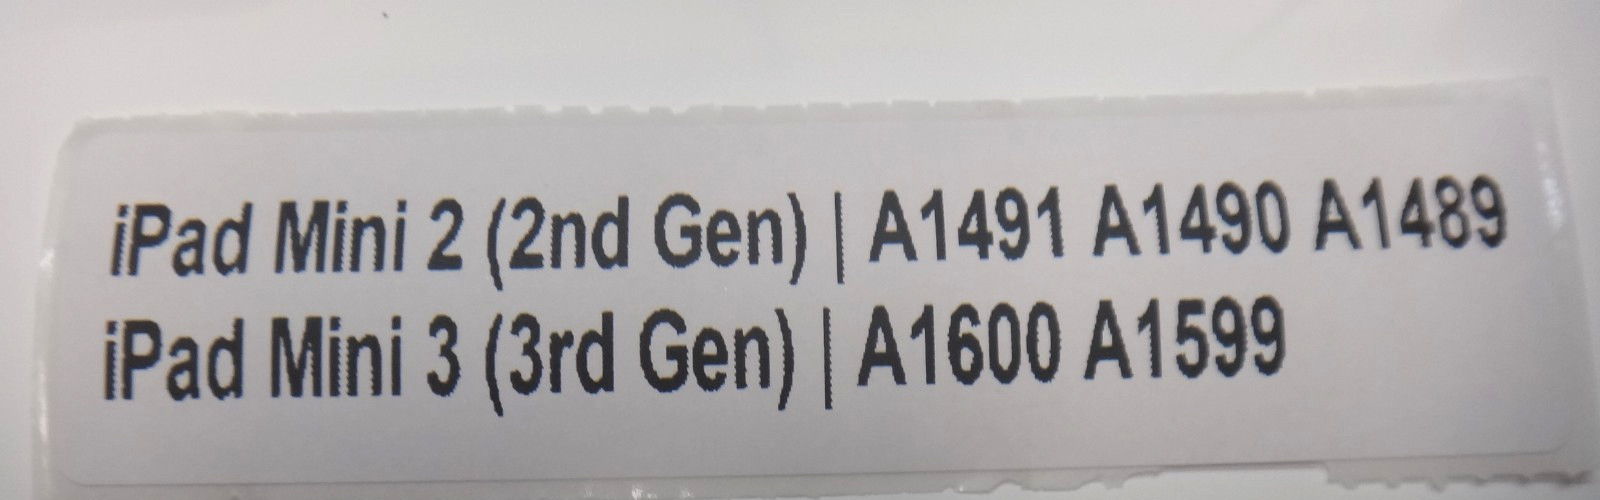 iPad Mini 2 (2nd Gen) | A1491 A1490 A1489
iPad Mini 3 (3rd Gen) | A1600 A1599